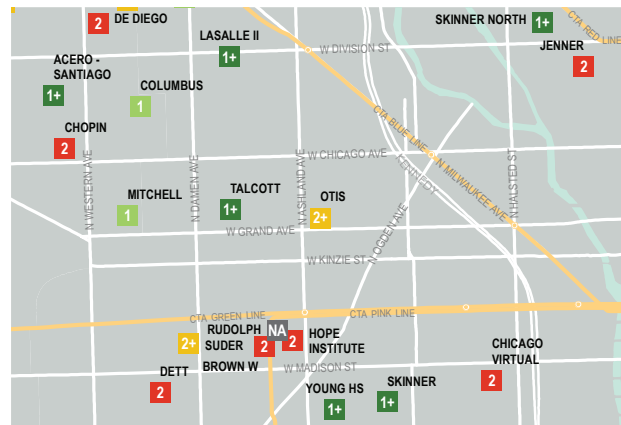 DE DIEGO
2
SKINNER NORTH
1+
CTA RED LINE
LASALLE II
1+
W DIVISION ST
JENNER
2
ACERO -
SANTIAGO
1+
COLUMBUS
1
CTA BLUE LINE
CHOPIN
2
W CHICAGO AVE
KENNEDY
N MILWAUKEE AVE
N WESTERN AVE
N DAMEN AVE
N ASHLAND AVE
N HALSTED ST
MITCHELL
1
TALCOTT
1+
OTIS
2+
W GRAND AVE
N OGDEN AVE
W KINZIE ST
CTA GREEN LINE
CTA PINK LINE
RUDOLPH
NA
2
2
HOPE
INSTITUTE
2+
SUDER
BROWN W
W MADISON ST
CHICAGO
VIRTUAL
2
DETT
2
YOUNG HS
1+
SKINNER
1+